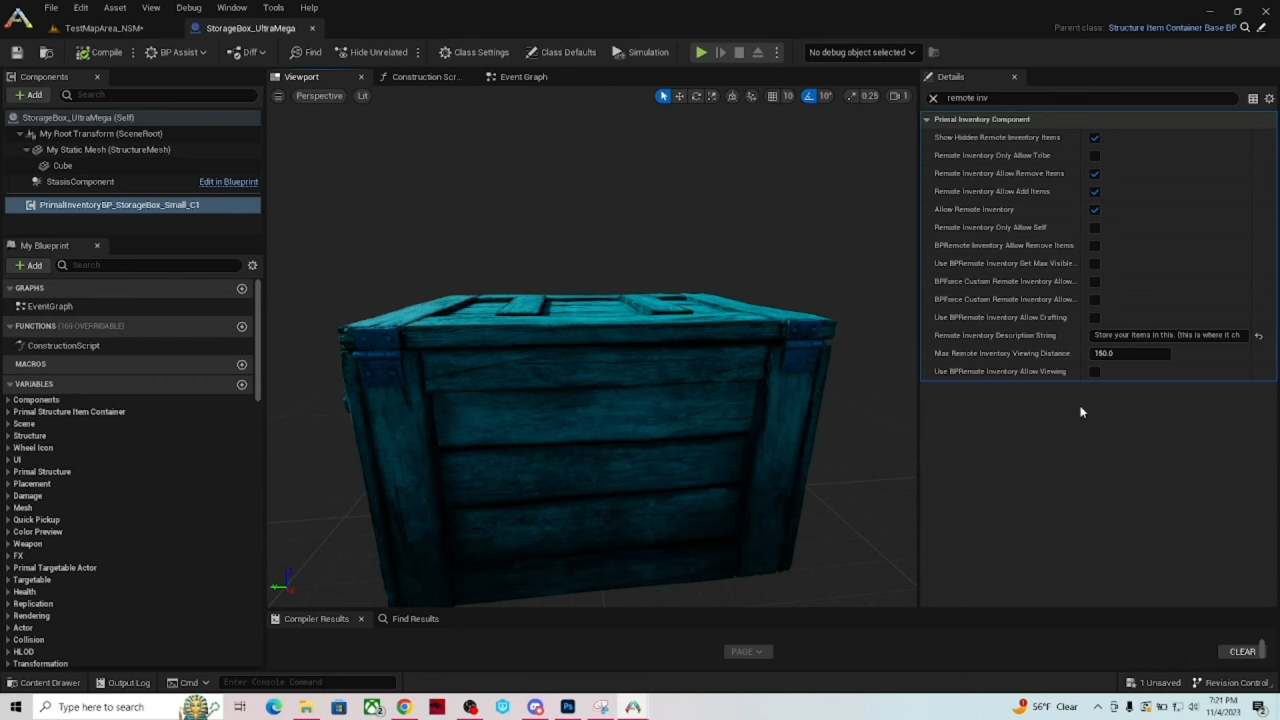 File Edit Asset View Debug Window Tools Help
TestMapArea_NSM* StorageBox_UltraMega Parent class: Structure Item Container Base BP
Compile BP Assist Diff Find Hide Unrelated Class Settings Class Defaults Simulation No debug object selected
Components Viewport Construction Scr... Event Graph Details
Add Search Perspective Lit 10 10° 0.25 1 remote inv
StorageBox_UltraMega (Self)
My Root Transform (SceneRoot)
My Static Mesh (StructureMesh)
Cube
StasisComponent Edit in Blueprint
PrimalInventoryBP_StorageBox_Small_C1
My Blueprint
Add Search
GRAPHS
EventGraph
FUNCTIONS (169 OVERRIDABLE)
ConstructionScript
MACROS
VARIABLES
Components
Primal Structure Item Container
Scene
Structure
Wheel Icon
UI
Primal Structure
Placement
Damage
Mesh
Quick Pickup
Color Preview
Weapon
FX
Primal Targetable Actor
Targetable
Health
Replication
Rendering
Actor
Collision
HLOD
Transformation
Primal Inventory Component
Show Hidden Remote Inventory Items
Remote Inventory Only Allow Tribe
Remote Inventory Allow Remove Items
Remote Inventory Allow Add Items
Allow Remote Inventory
Remote Inventory Only Allow Self
BPRemote Inventory Allow Remove Items
Use BPRemote Inventory Get Max Visible...
BPForce Custom Remote Inventory Allow...
BPForce Custom Remote Inventory Allow...
Use BPRemote Inventory Allow Crafting
Remote Inventory Description String Store your items in this. (this is where it ch
Max Remote Inventory Viewing Distance 150.0
Use BPRemote Inventory Allow Viewing
Compiler Results Find Results
PAGE CLEAR
Content Drawer Output Log Cmd Enter Console Command 1 Unsaved Revision Control
Type here to search 56°F Clear 7:21 PM
11/4/2023